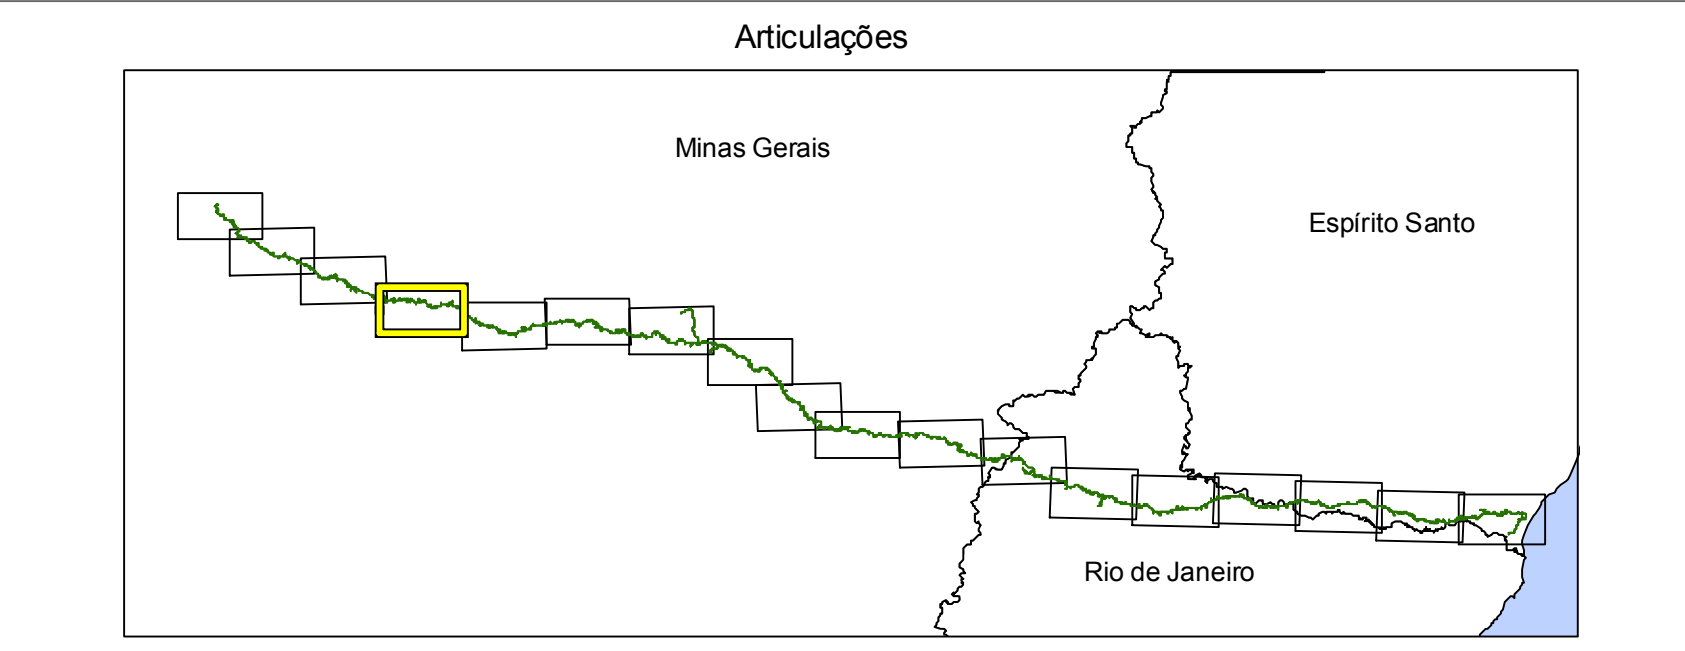 Articulações
Minas Gerais
Espírito Santo
Rio de Janeiro